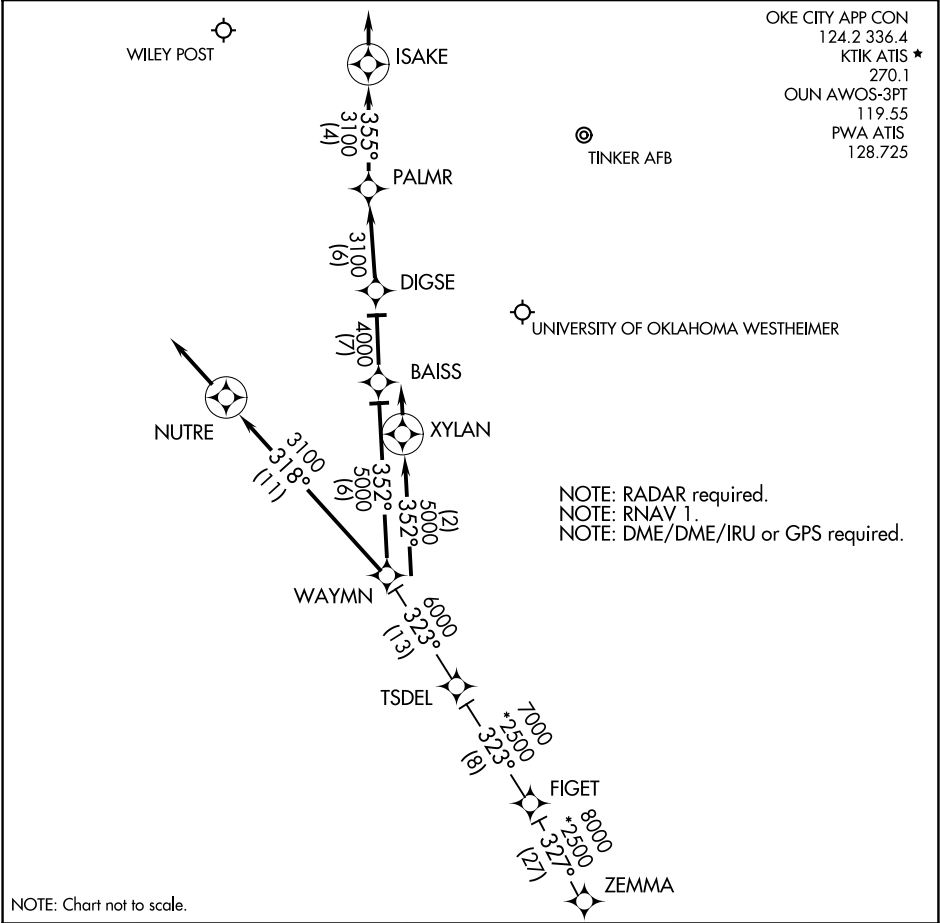 OKE CITY APP CON
124.2 336.4
KTIK ATIS ★
270.1
OUN AWOS-3PT
119.55
PWA ATIS
128.725
WILEY POST
ISAKE
355°
3100
(4)
TINKER AFB
PALMR
3100
(6)
DIGSE
UNIVERSITY OF OKLAHOMA WESTHEIMER
4000
(7)
BAISS
NUTRE
XYLAN
3100
318°
(11)
352°
5000
(6)
(2)
5000
352°
NOTE: RADAR required.
NOTE: RNAV 1.
NOTE: DME/DME/IRU or GPS required.
WAYMN
6000
323°
(13)
TSDEL
7000
*2500
323°
(8)
FIGET
8000
*2500
327°
(27)
ZEMMA
NOTE: Chart not to scale.